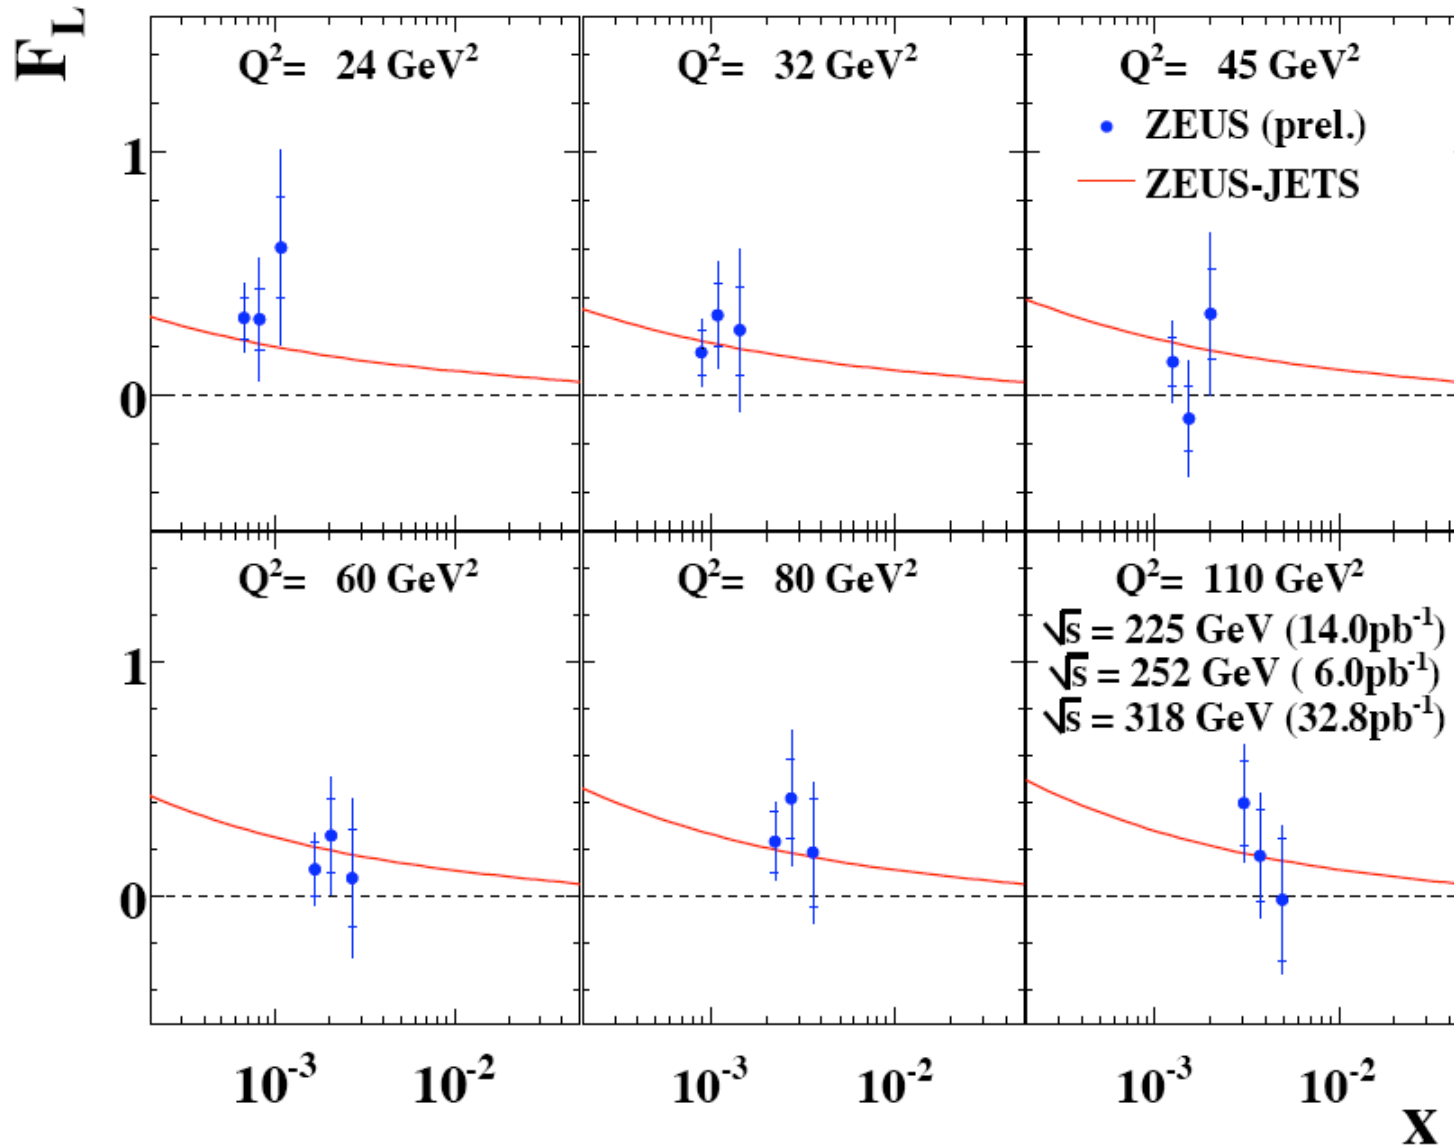 F_L
Q²= 24 GeV²
Q²= 32 GeV²
Q²= 45 GeV²
ZEUS (prel.)
ZEUS-JETS
1
0
Q²= 60 GeV²
Q²= 80 GeV²
Q²= 110 GeV²
√s = 225 GeV (14.0pb⁻¹)
√s = 252 GeV ( 6.0pb⁻¹)
√s = 318 GeV (32.8pb⁻¹)
1
0
10⁻³ 10⁻² 10⁻³ 10⁻² 10⁻³ 10⁻²
x